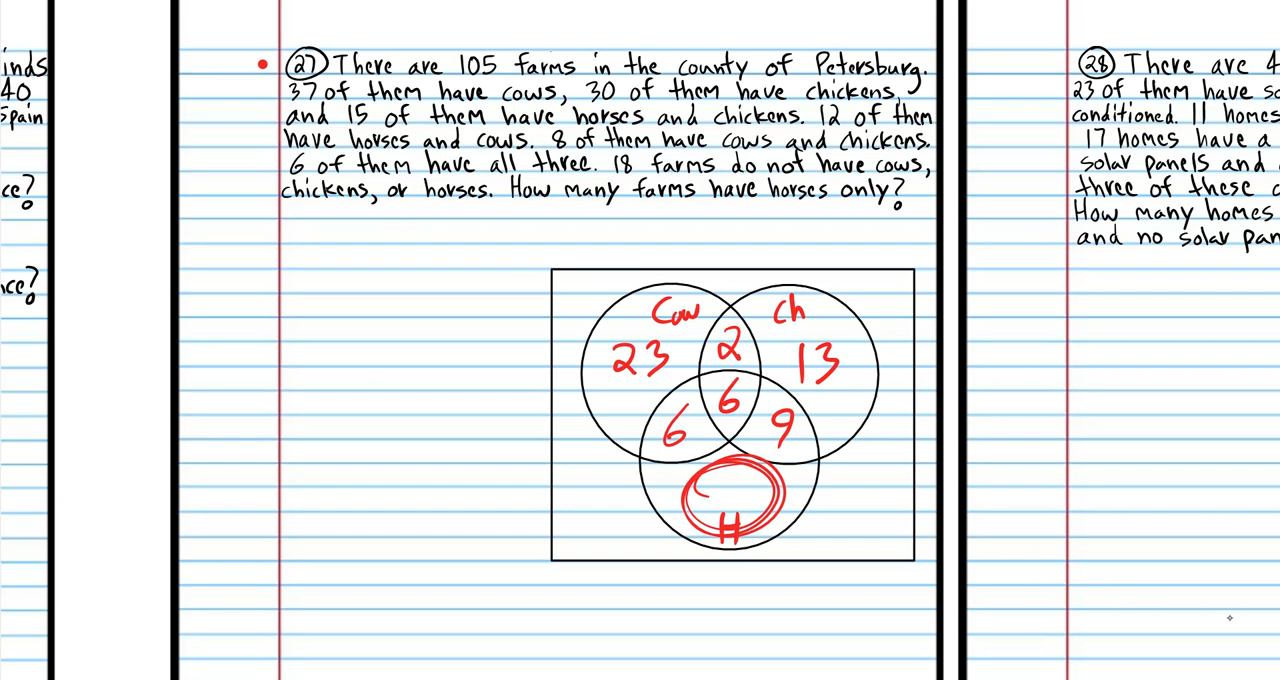 inds
40
Spain
ce?
nce?
27 There are 105 farms in the county of Petersburg.
37 of them have cows, 30 of them have chickens,
and 15 of them have horses and chickens. 12 of them
have horses and cows. 8 of them have cows and chickens.
6 of them have all three. 18 farms do not have cows,
chickens, or horses. How many farms have horses only?
Cow Ch
23 2 13
6
6 9
H
28 There are 4
23 of them have so
conditioned. 11 homes
17 homes have a
solar panels and
three of these
How many homes
and no solar pan